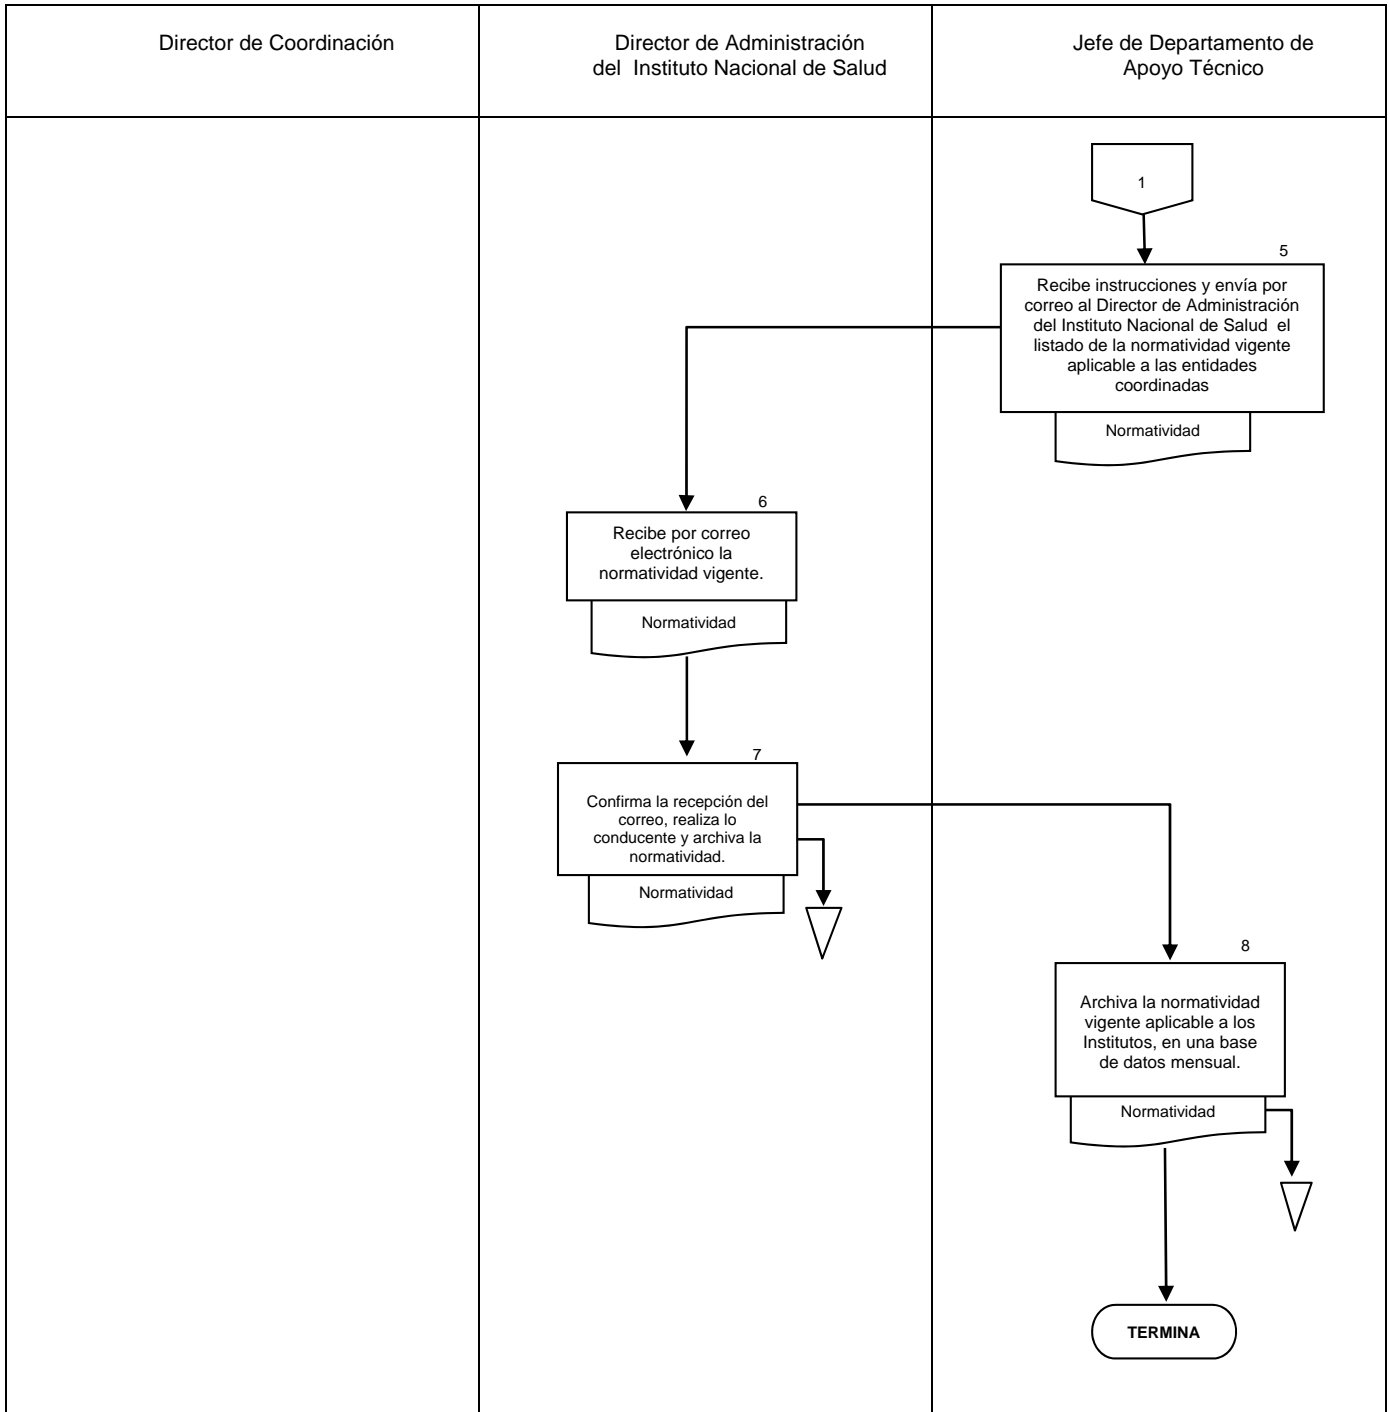 Director de Coordinación
Director de Administración
del Instituto Nacional de Salud
Jefe de Departamento de
Apoyo Técnico
1
5
Recibe instrucciones y envía por
correo al Director de Administración
del Instituto Nacional de Salud el
listado de la normatividad vigente
aplicable a las entidades
coordinadas
Normatividad
6
Recibe por correo
electrónico la
normatividad vigente.
Normatividad
7
Confirma la recepción del
correo, realiza lo
conducente y archiva la
normatividad.
Normatividad
8
Archiva la normatividad
vigente aplicable a los
Institutos, en una base
de datos mensual.
Normatividad
TERMINA